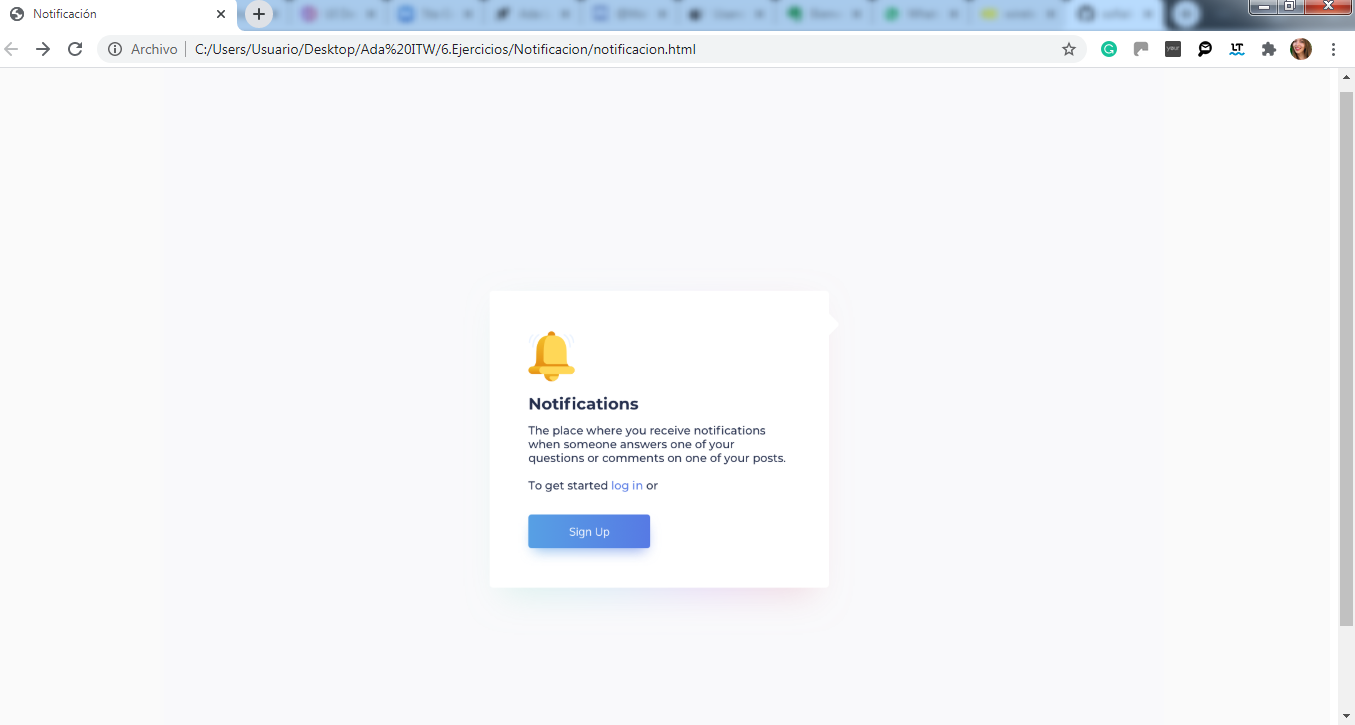 Notificación
Archivo
C:/Users/Usuario/Desktop/Ada%20ITW/6.Ejercicios/Notificacion/notificacion.html
LT
Notifications
The place where you receive notifications
when someone answers one of your
questions or comments on one of your posts.
To get started log in or
Sign Up